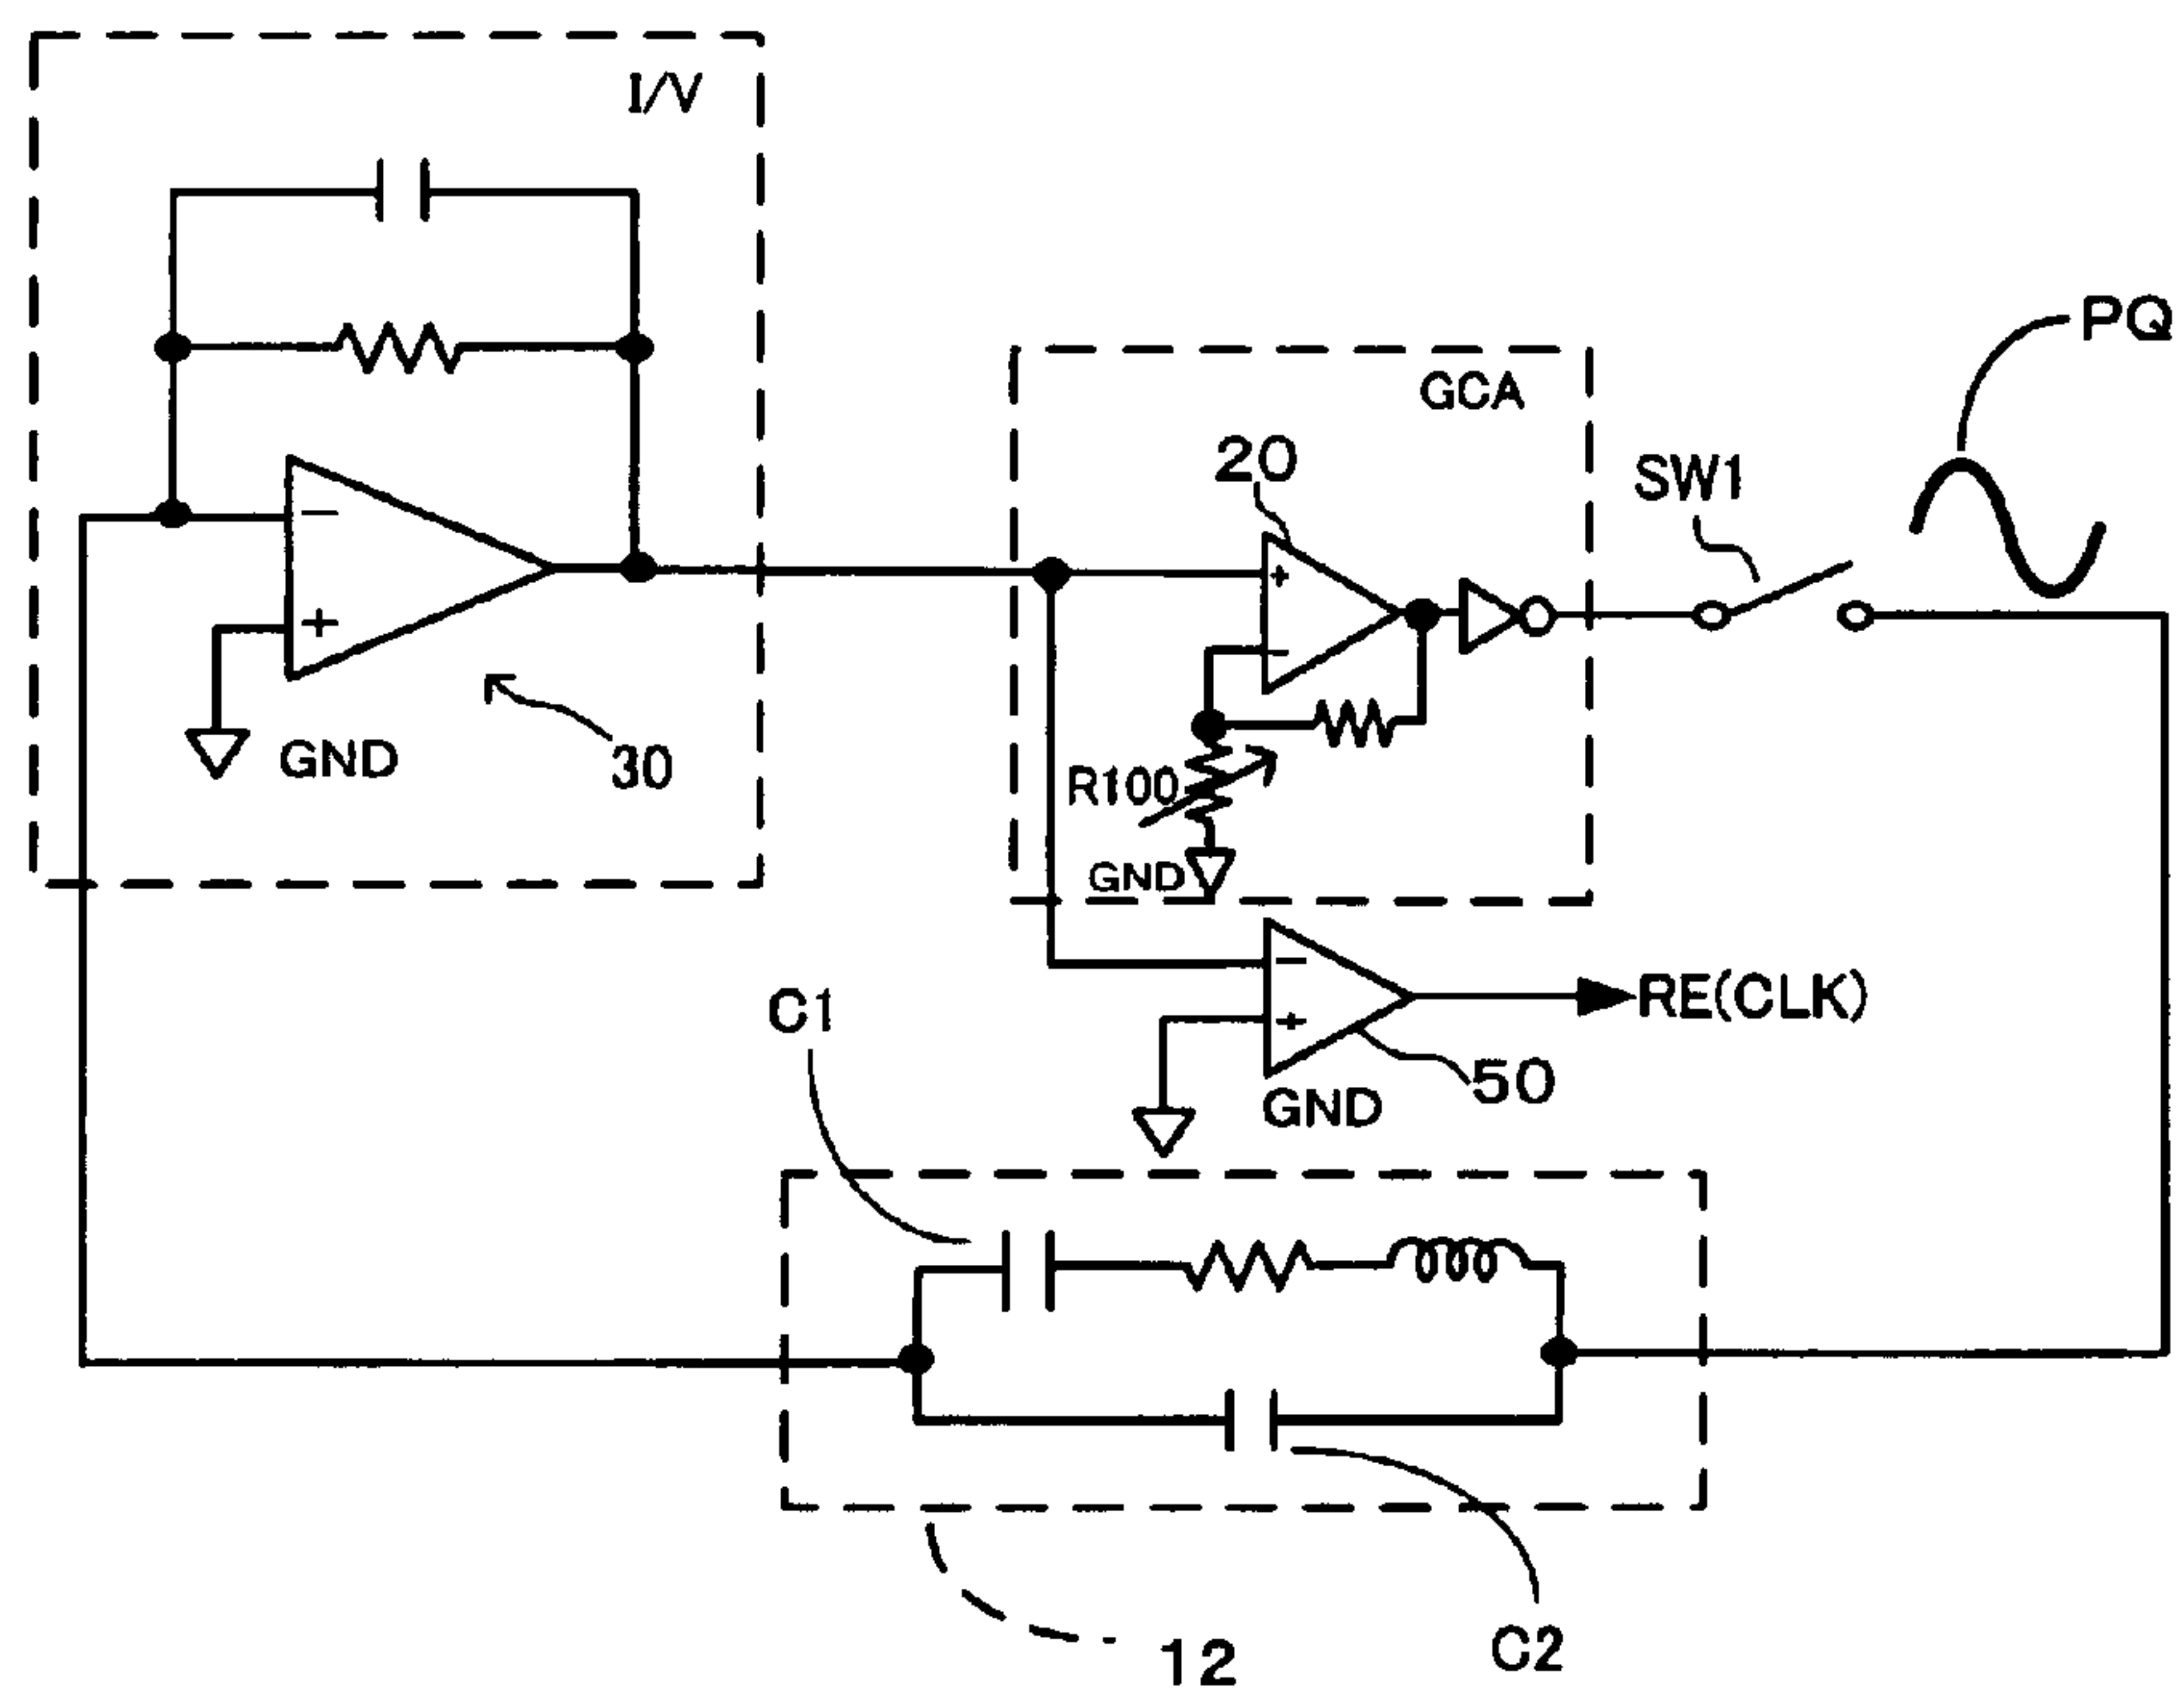 I/V
PQ
GCA
20
SW1
GND
30
R100
GND
C1
RE(CLK)
50
GND
C2
12